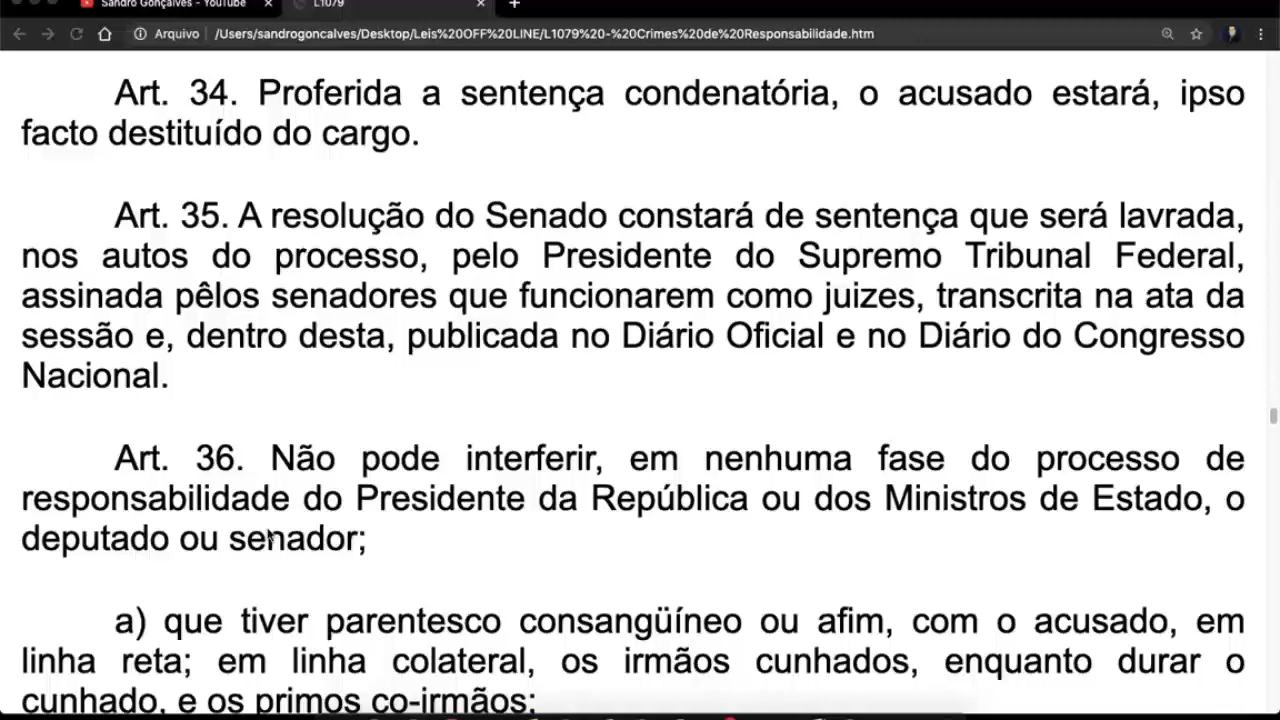 Sandro Gonçalves - YouTube
L1079
Arquivo
/Users/sandrogoncalves/Desktop/Leis%20OFF%20LINE/L1079%20-%20Crimes%20de%20Responsabilidade.htm
Art. 34. Proferida a sentença condenatória, o acusado estará, ipso
facto destituído do cargo.
Art. 35. A resolução do Senado constará de sentença que será lavrada,
nos autos do processo, pelo Presidente do Supremo Tribunal Federal,
assinada pêlos senadores que funcionarem como juizes, transcrita na ata da
sessão e, dentro desta, publicada no Diário Oficial e no Diário do Congresso
Nacional.
Art. 36. Não pode interferir, em nenhuma fase do processo de
responsabilidade do Presidente da República ou dos Ministros de Estado, o
deputado ou senador;
a) que tiver parentesco consangüíneo ou afim, com o acusado, em
linha reta; em linha colateral, os irmãos cunhados, enquanto durar o
cunhado, e os primos co-irmãos;